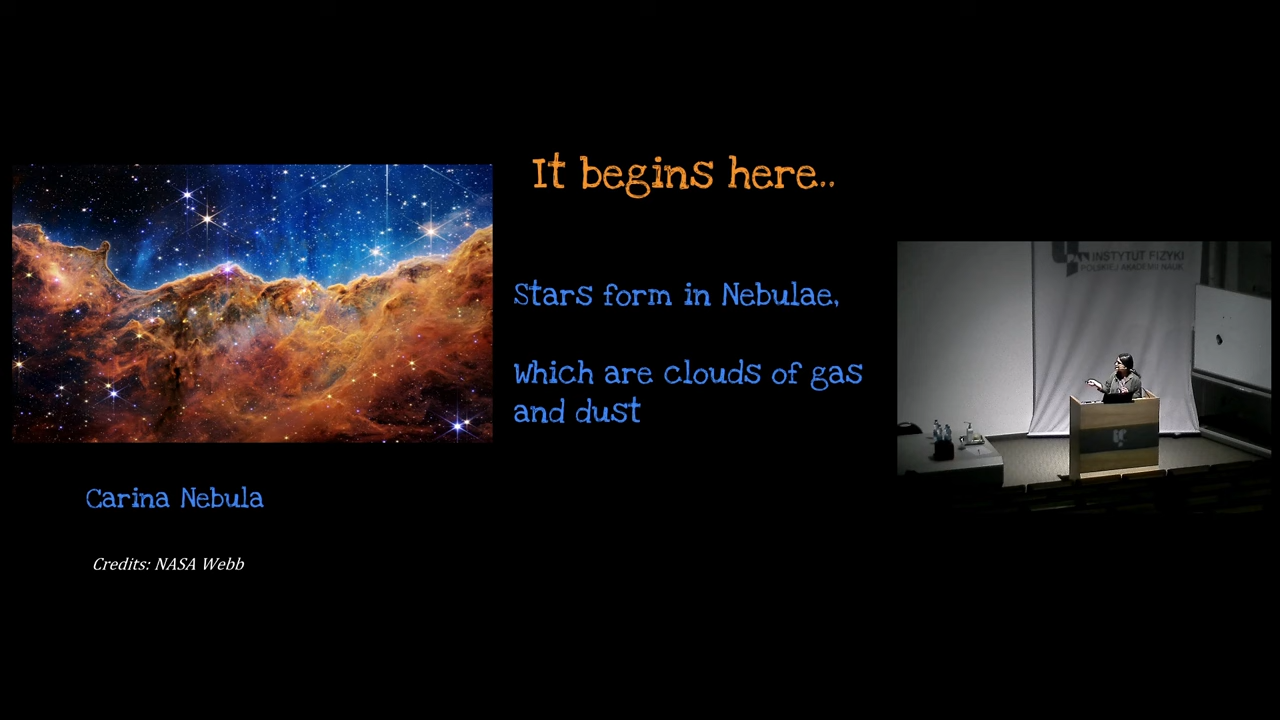 It begins here..
Stars form in Nebulae,
Which are clouds of gas
and dust
Carina Nebula
Credits: NASA Webb
INSTYTUT FIZYKI
POLSKIEJ AKADEMII NAUK